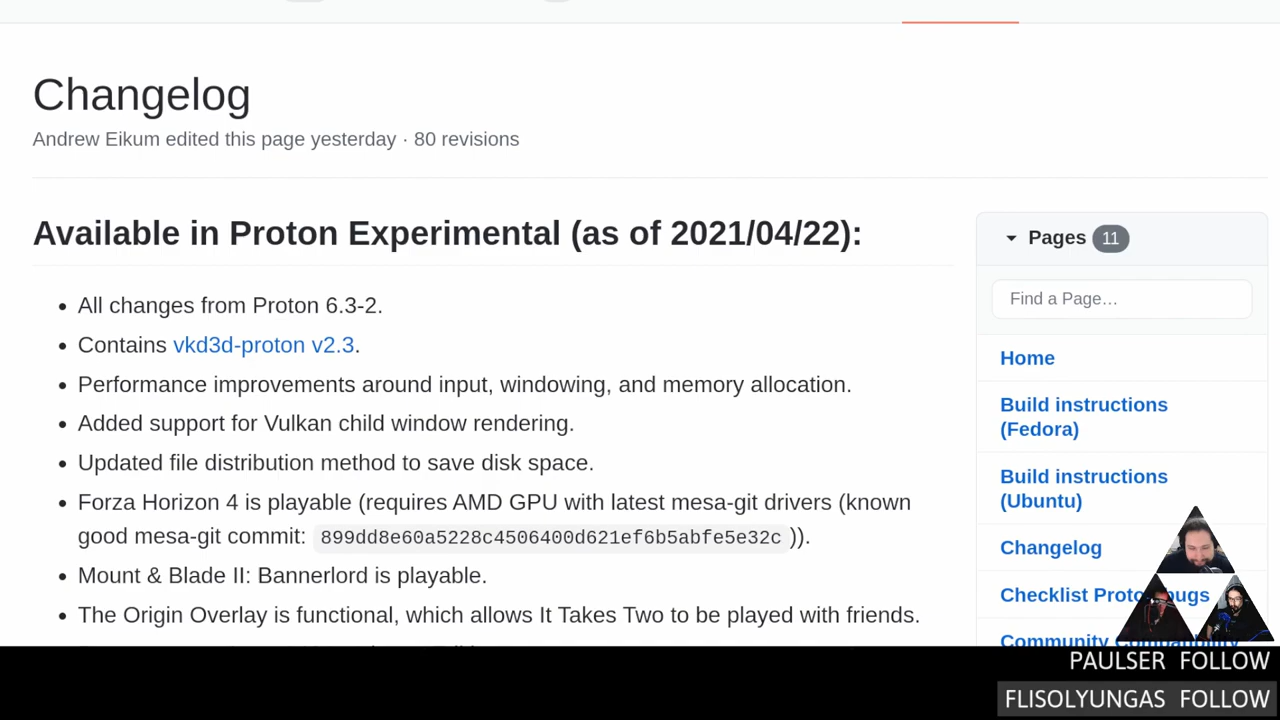 Changelog
Andrew Eikum edited this page yesterday · 80 revisions
Available in Proton Experimental (as of 2021/04/22):
All changes from Proton 6.3-2.
Contains vkd3d-proton v2.3.
Performance improvements around input, windowing, and memory allocation.
Added support for Vulkan child window rendering.
Updated file distribution method to save disk space.
Forza Horizon 4 is playable (requires AMD GPU with latest mesa-git drivers (known
good mesa-git commit: 899dd8e60a5228c4506400d621ef6b5abfe5e32c )).
Mount & Blade II: Bannerlord is playable.
The Origin Overlay is functional, which allows It Takes Two to be played with friends.
Pages 11
Find a Page…
Home
Build instructions
(Fedora)
Build instructions
(Ubuntu)
Changelog
Checklist Proto bugs
Community
PAULSER FOLLOW
FLISOLYUNGAS FOLLOW